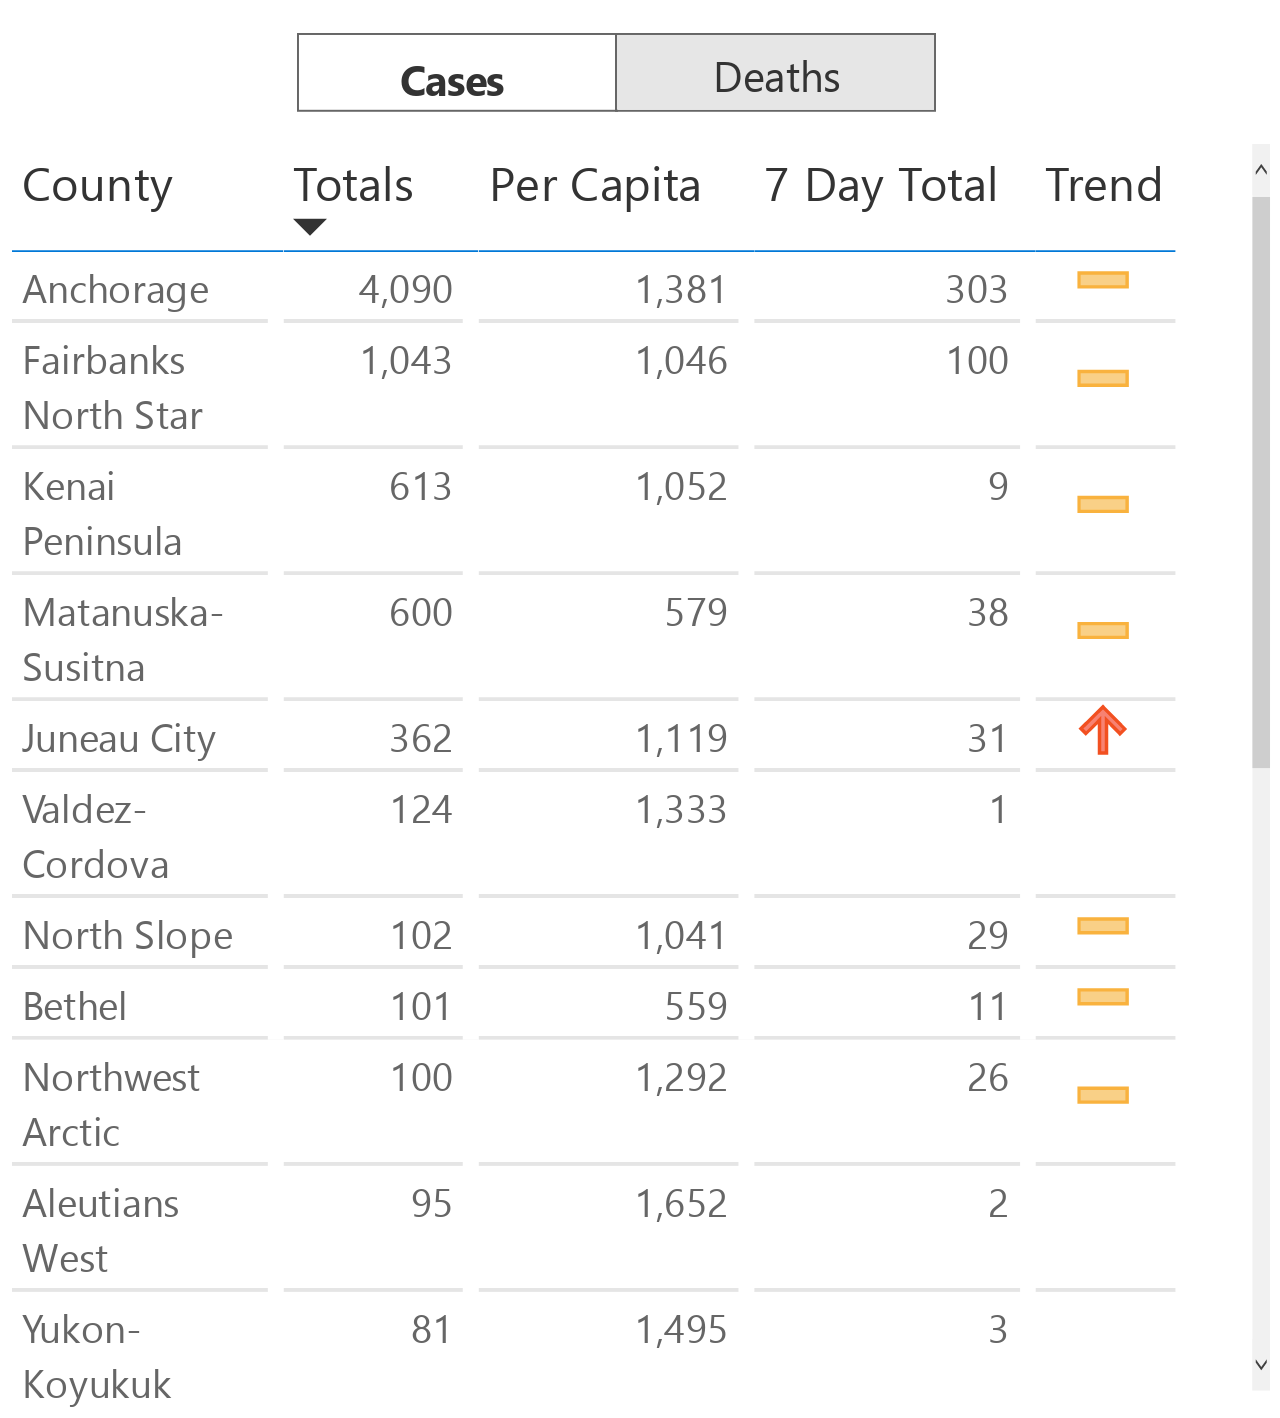 Cases Deaths
County Totals Per Capita 7 Day Total Trend
Anchorage 4,090 1,381 303
Fairbanks 1,043 1,046 100
North Star
Kenai 613 1,052 9
Peninsula
Matanuska- 600 579 38
Susitna
Juneau City 362 1,119 31
Valdez- 124 1,333 1
Cordova
North Slope 102 1,041 29
Bethel 101 559 11
Northwest 100 1,292 26
Arctic
Aleutians 95 1,652 2
West
Yukon- 81 1,495 3
Koyukuk